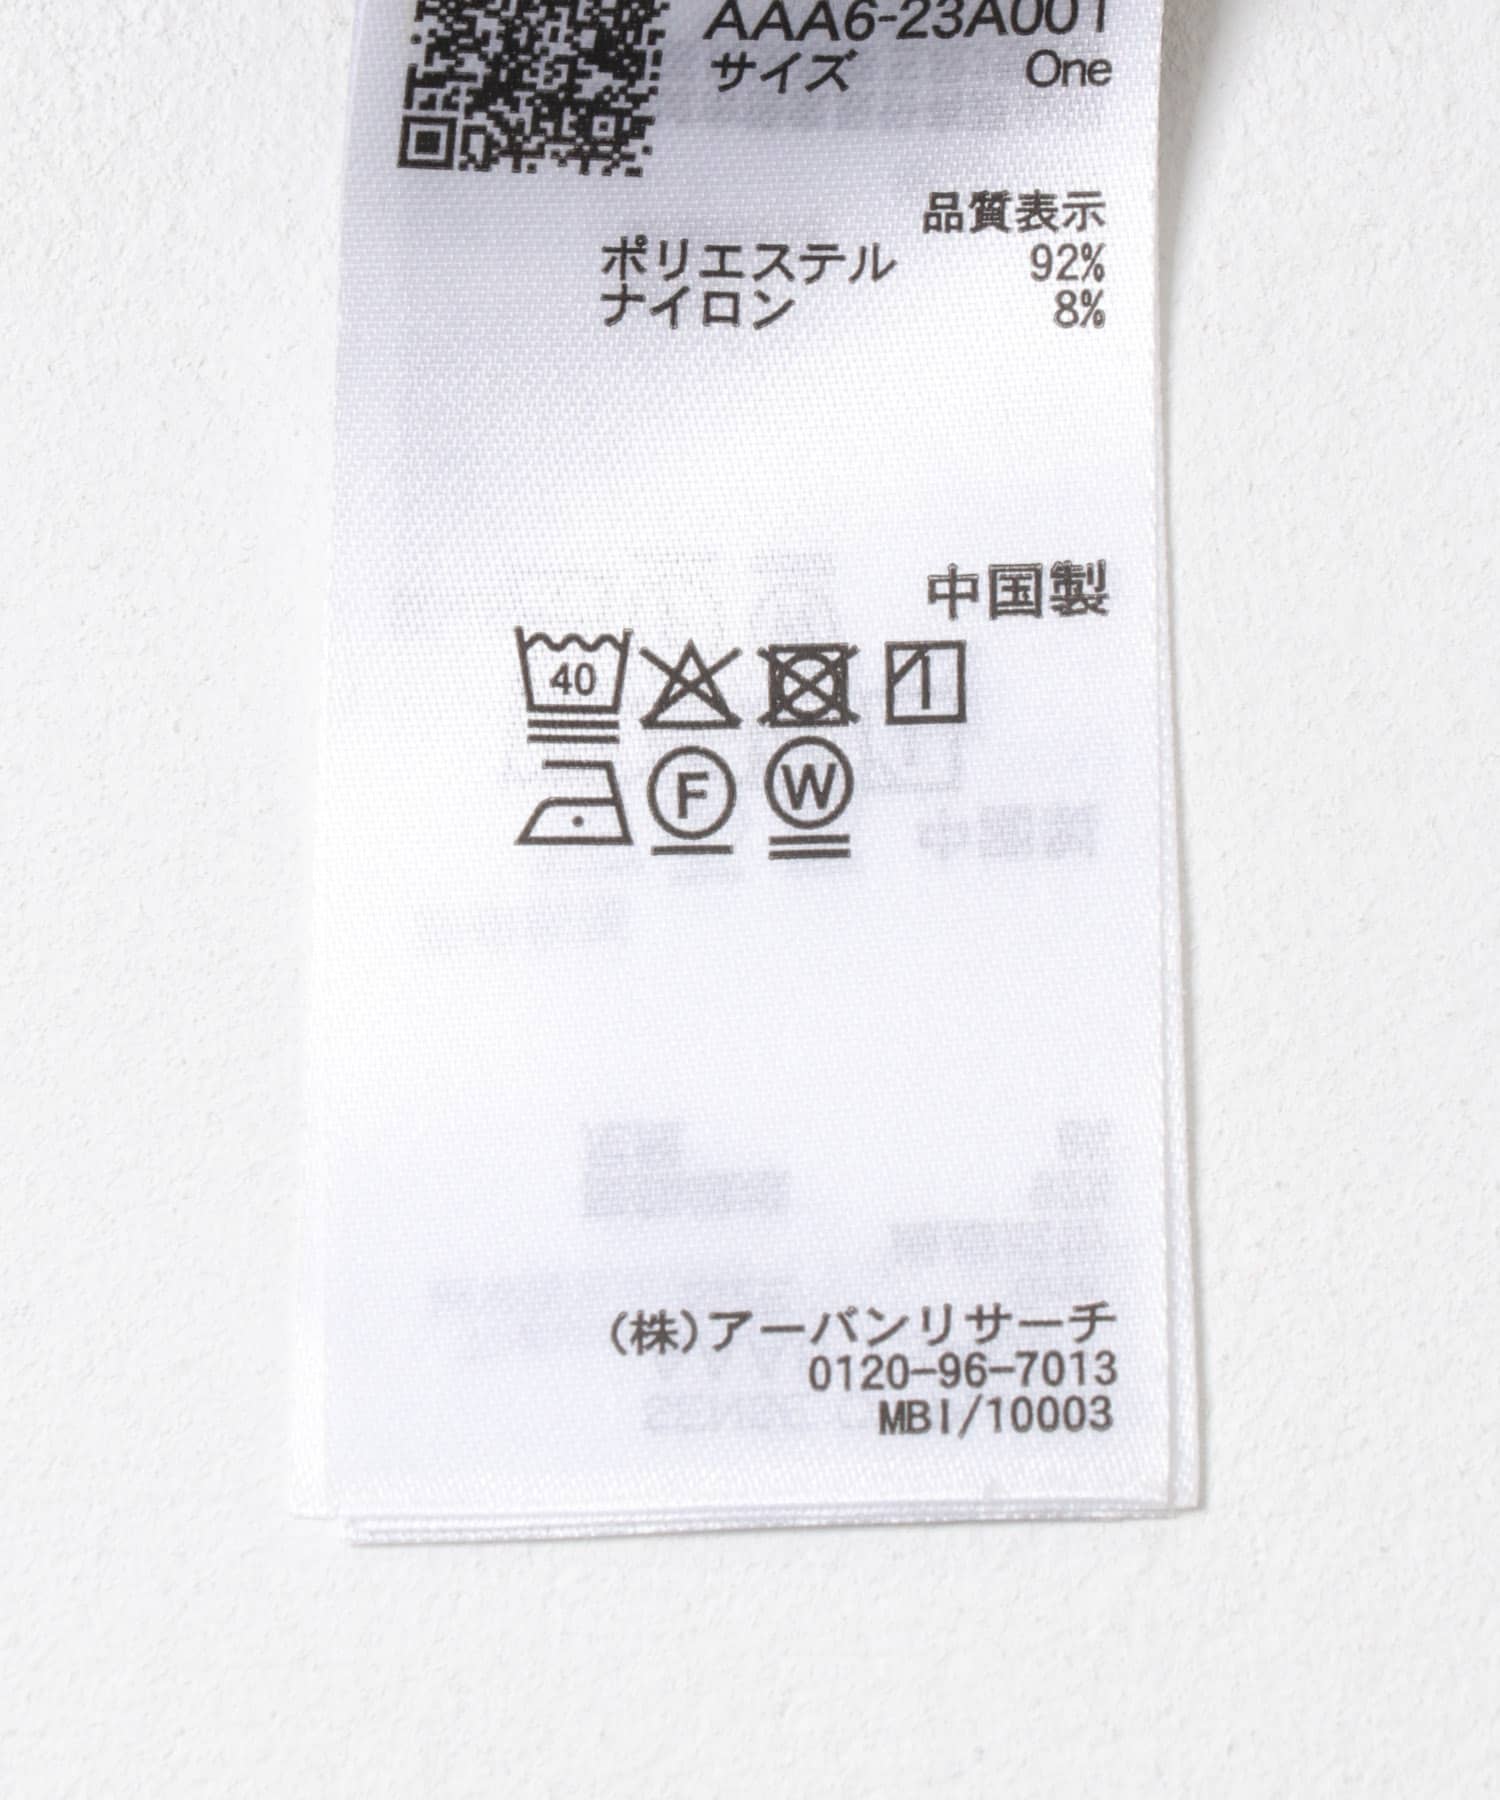 AAA6-23A001
サイズ One
品質表示
ポリエステル 92%
ナイロン 8%
中国製
40
F W
(株)アーバンリサーチ
0120-96-7013
MBI/10003